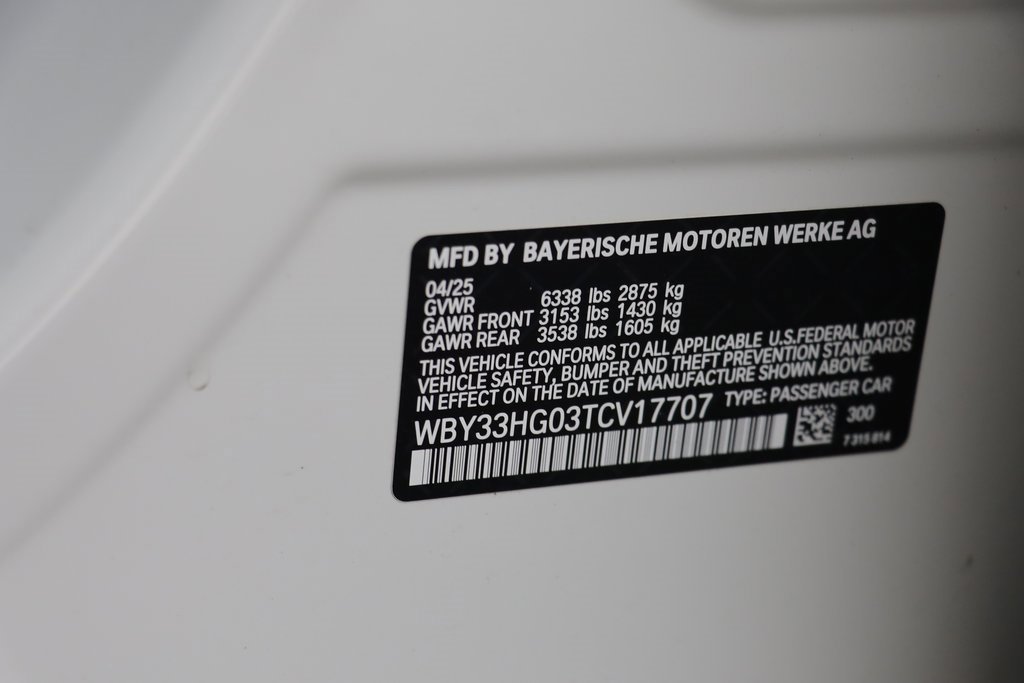 MFD BY BAYERISCHE MOTOREN WERKE AG
04/25
GVWR 6338 lbs 2875 kg
GAWR FRONT 3153 lbs 1430 kg
GAWR REAR 3538 lbs 1605 kg
THIS VEHICLE CONFORMS TO ALL APPLICABLE U.S.FEDERAL MOTOR
VEHICLE SAFETY, BUMPER AND THEFT PREVENTION STANDARDS
IN EFFECT ON THE DATE OF MANUFACTURE SHOWN ABOVE.
WBY33HG03TCV17707 TYPE: PASSENGER CAR
300
7 315 814